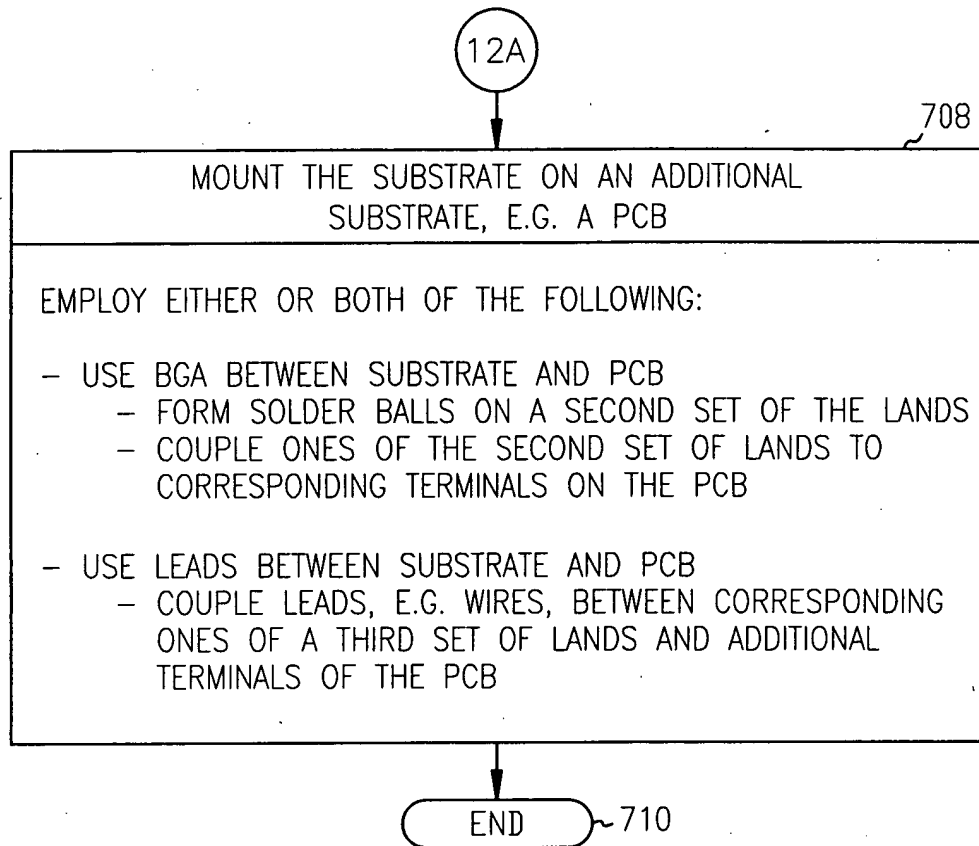 12A
708
MOUNT THE SUBSTRATE ON AN ADDITIONAL
SUBSTRATE, E.G. A PCB
EMPLOY EITHER OR BOTH OF THE FOLLOWING:
– USE BGA BETWEEN SUBSTRATE AND PCB
– FORM SOLDER BALLS ON A SECOND SET OF THE LANDS
– COUPLE ONES OF THE SECOND SET OF LANDS TO
CORRESPONDING TERMINALS ON THE PCB
– USE LEADS BETWEEN SUBSTRATE AND PCB
– COUPLE LEADS, E.G. WIRES, BETWEEN CORRESPONDING
ONES OF A THIRD SET OF LANDS AND ADDITIONAL
TERMINALS OF THE PCB
END
710